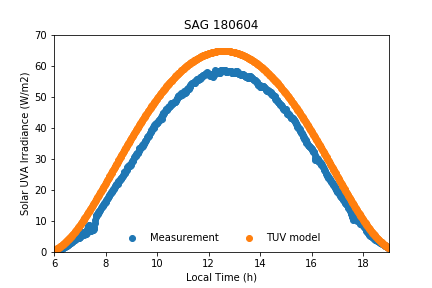 SAG 180604
Solar UVA Irradiance (W/m2)
70
60
50
40
30
20
10
0
Measurement TUV model
6 8 10 12 14 16 18
Local Time (h)